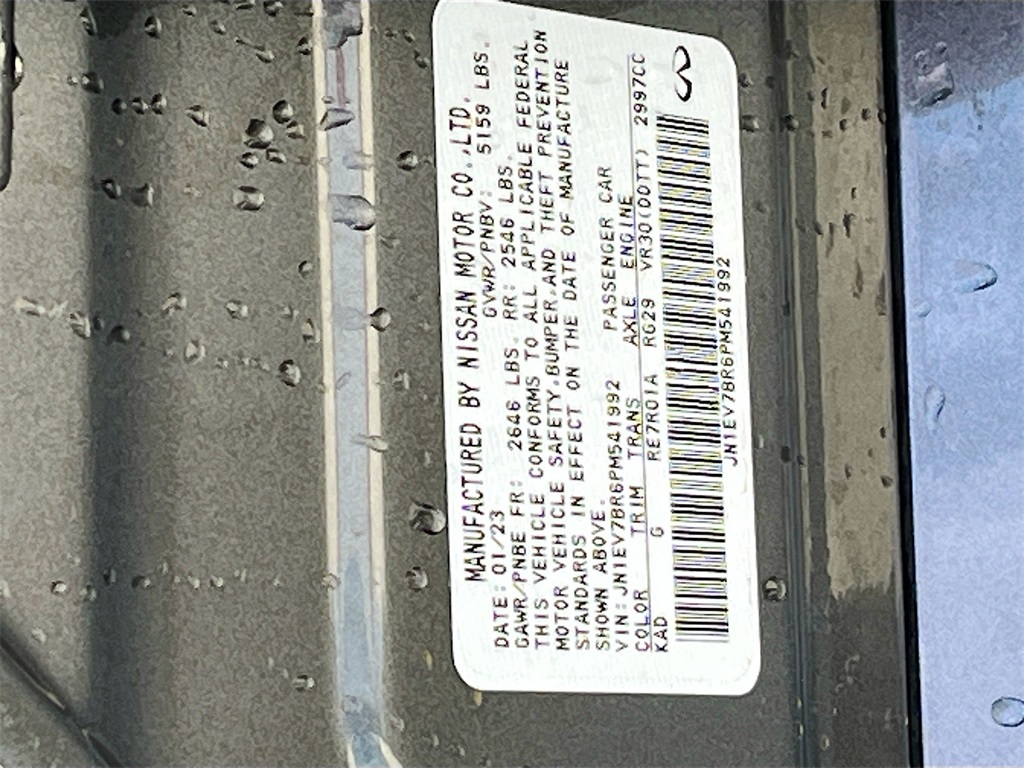 MANUFACTURED BY NISSAN MOTOR CO.,LTD.
DATE: 01/23 GVWR/PNBV: 5159 LBS.
GAWR/PNBE FR: 2646 LBS. RR: 2546 LBS.
THIS VEHICLE CONFORMS TO ALL APPLICABLE FEDERAL
MOTOR VEHICLE SAFETY,BUMPER,AND THEFT PREVENTION
STANDARDS IN EFFECT ON THE DATE OF MANUFACTURE
SHOWN ABOVE.
VIN: JN1EV7BR6PM541992 PASSENGER CAR
COLOR TRIM TRANS AXLE ENGINE
KAD G RE7R01A RG29 VR30(DDTT) 2997CC
JN1EV7BR6PM541992